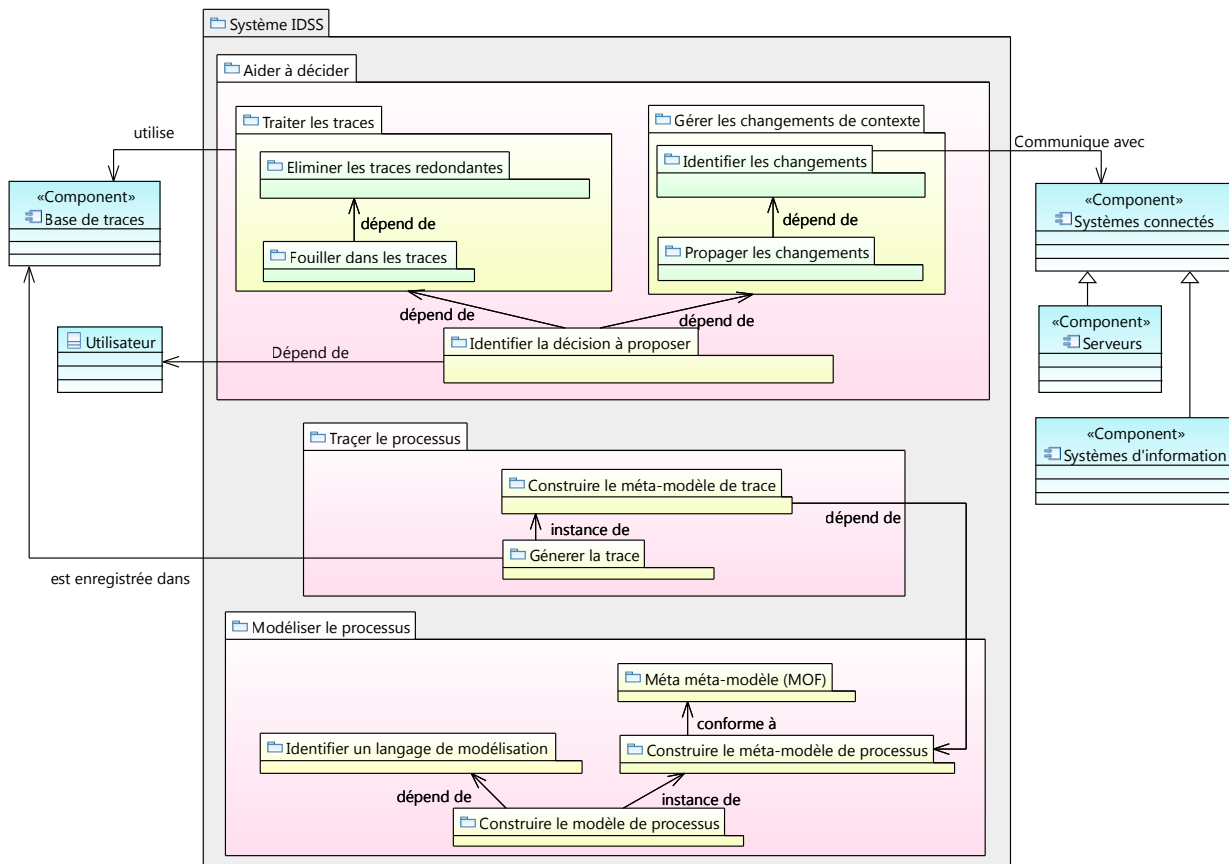 Système IDSS
Aider à décider
Traiter les traces
Gérer les changements de contexte
utilise
Communique avec
Eliminer les traces redondantes
Identifier les changements
«Component»
Base de traces
«Component»
Systèmes connectés
dépend de
dépend de
Fouiller dans les traces
Propager les changements
dépend de
dépend de
«Component»
Serveurs
Utilisateur
Dépend de
Identifier la décision à proposer
«Component»
Systèmes d'information
Traçer le processus
Construire le méta-modèle de trace
dépend de
instance de
Génerer la trace
est enregistrée dans
Modéliser le processus
Méta méta-modèle (MOF)
conforme à
Identifier un langage de modélisation
Construire le méta-modèle de processus
dépend de
instance de
Construire le modèle de processus